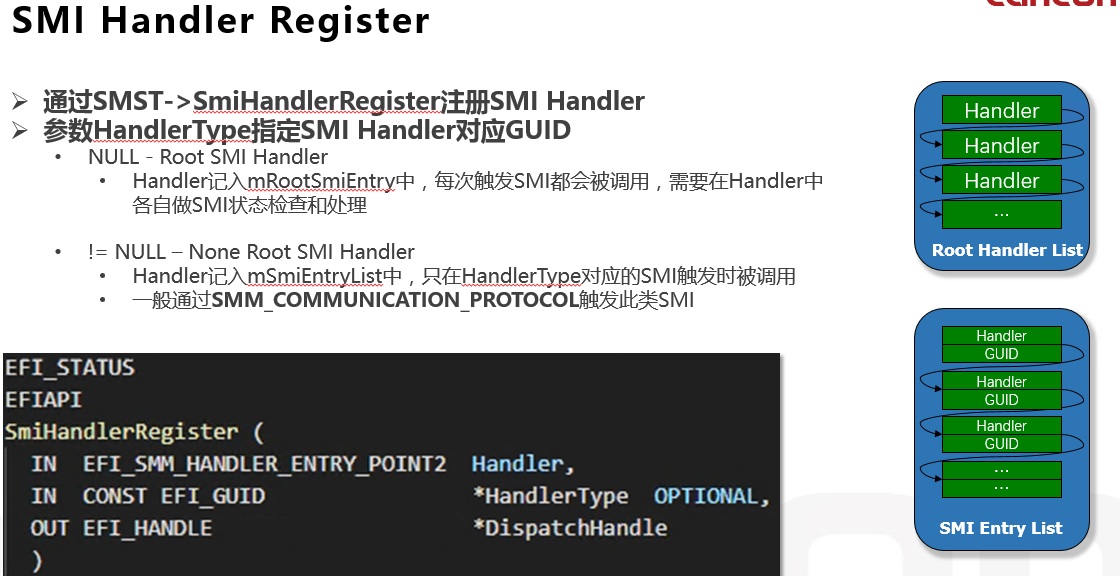 SMI Handler Register
➢ 通过SMST->SmiHandlerRegister注册SMI Handler
➢ 参数HandlerType指定SMI Handler对应GUID
• NULL - Root SMI Handler
• Handler记入mRootSmiEntry中，每次触发SMI都会被调用，需要在Handler中
各自做SMI状态检查和处理
• != NULL – None Root SMI Handler
• Handler记入mSmiEntryList中，只在HandlerType对应的SMI触发时被调用
• 一般通过SMM_COMMUNICATION_PROTOCOL触发此类SMI
EFI_STATUS
EFIAPI
SmiHandlerRegister (
IN EFI_SMM_HANDLER_ENTRY_POINT2 Handler,
IN CONST EFI_GUID *HandlerType OPTIONAL,
OUT EFI_HANDLE *DispatchHandle
)
Handler
Handler
Handler
...
Root Handler List
Handler
GUID
Handler
GUID
Handler
GUID
...
...
SMI Entry List